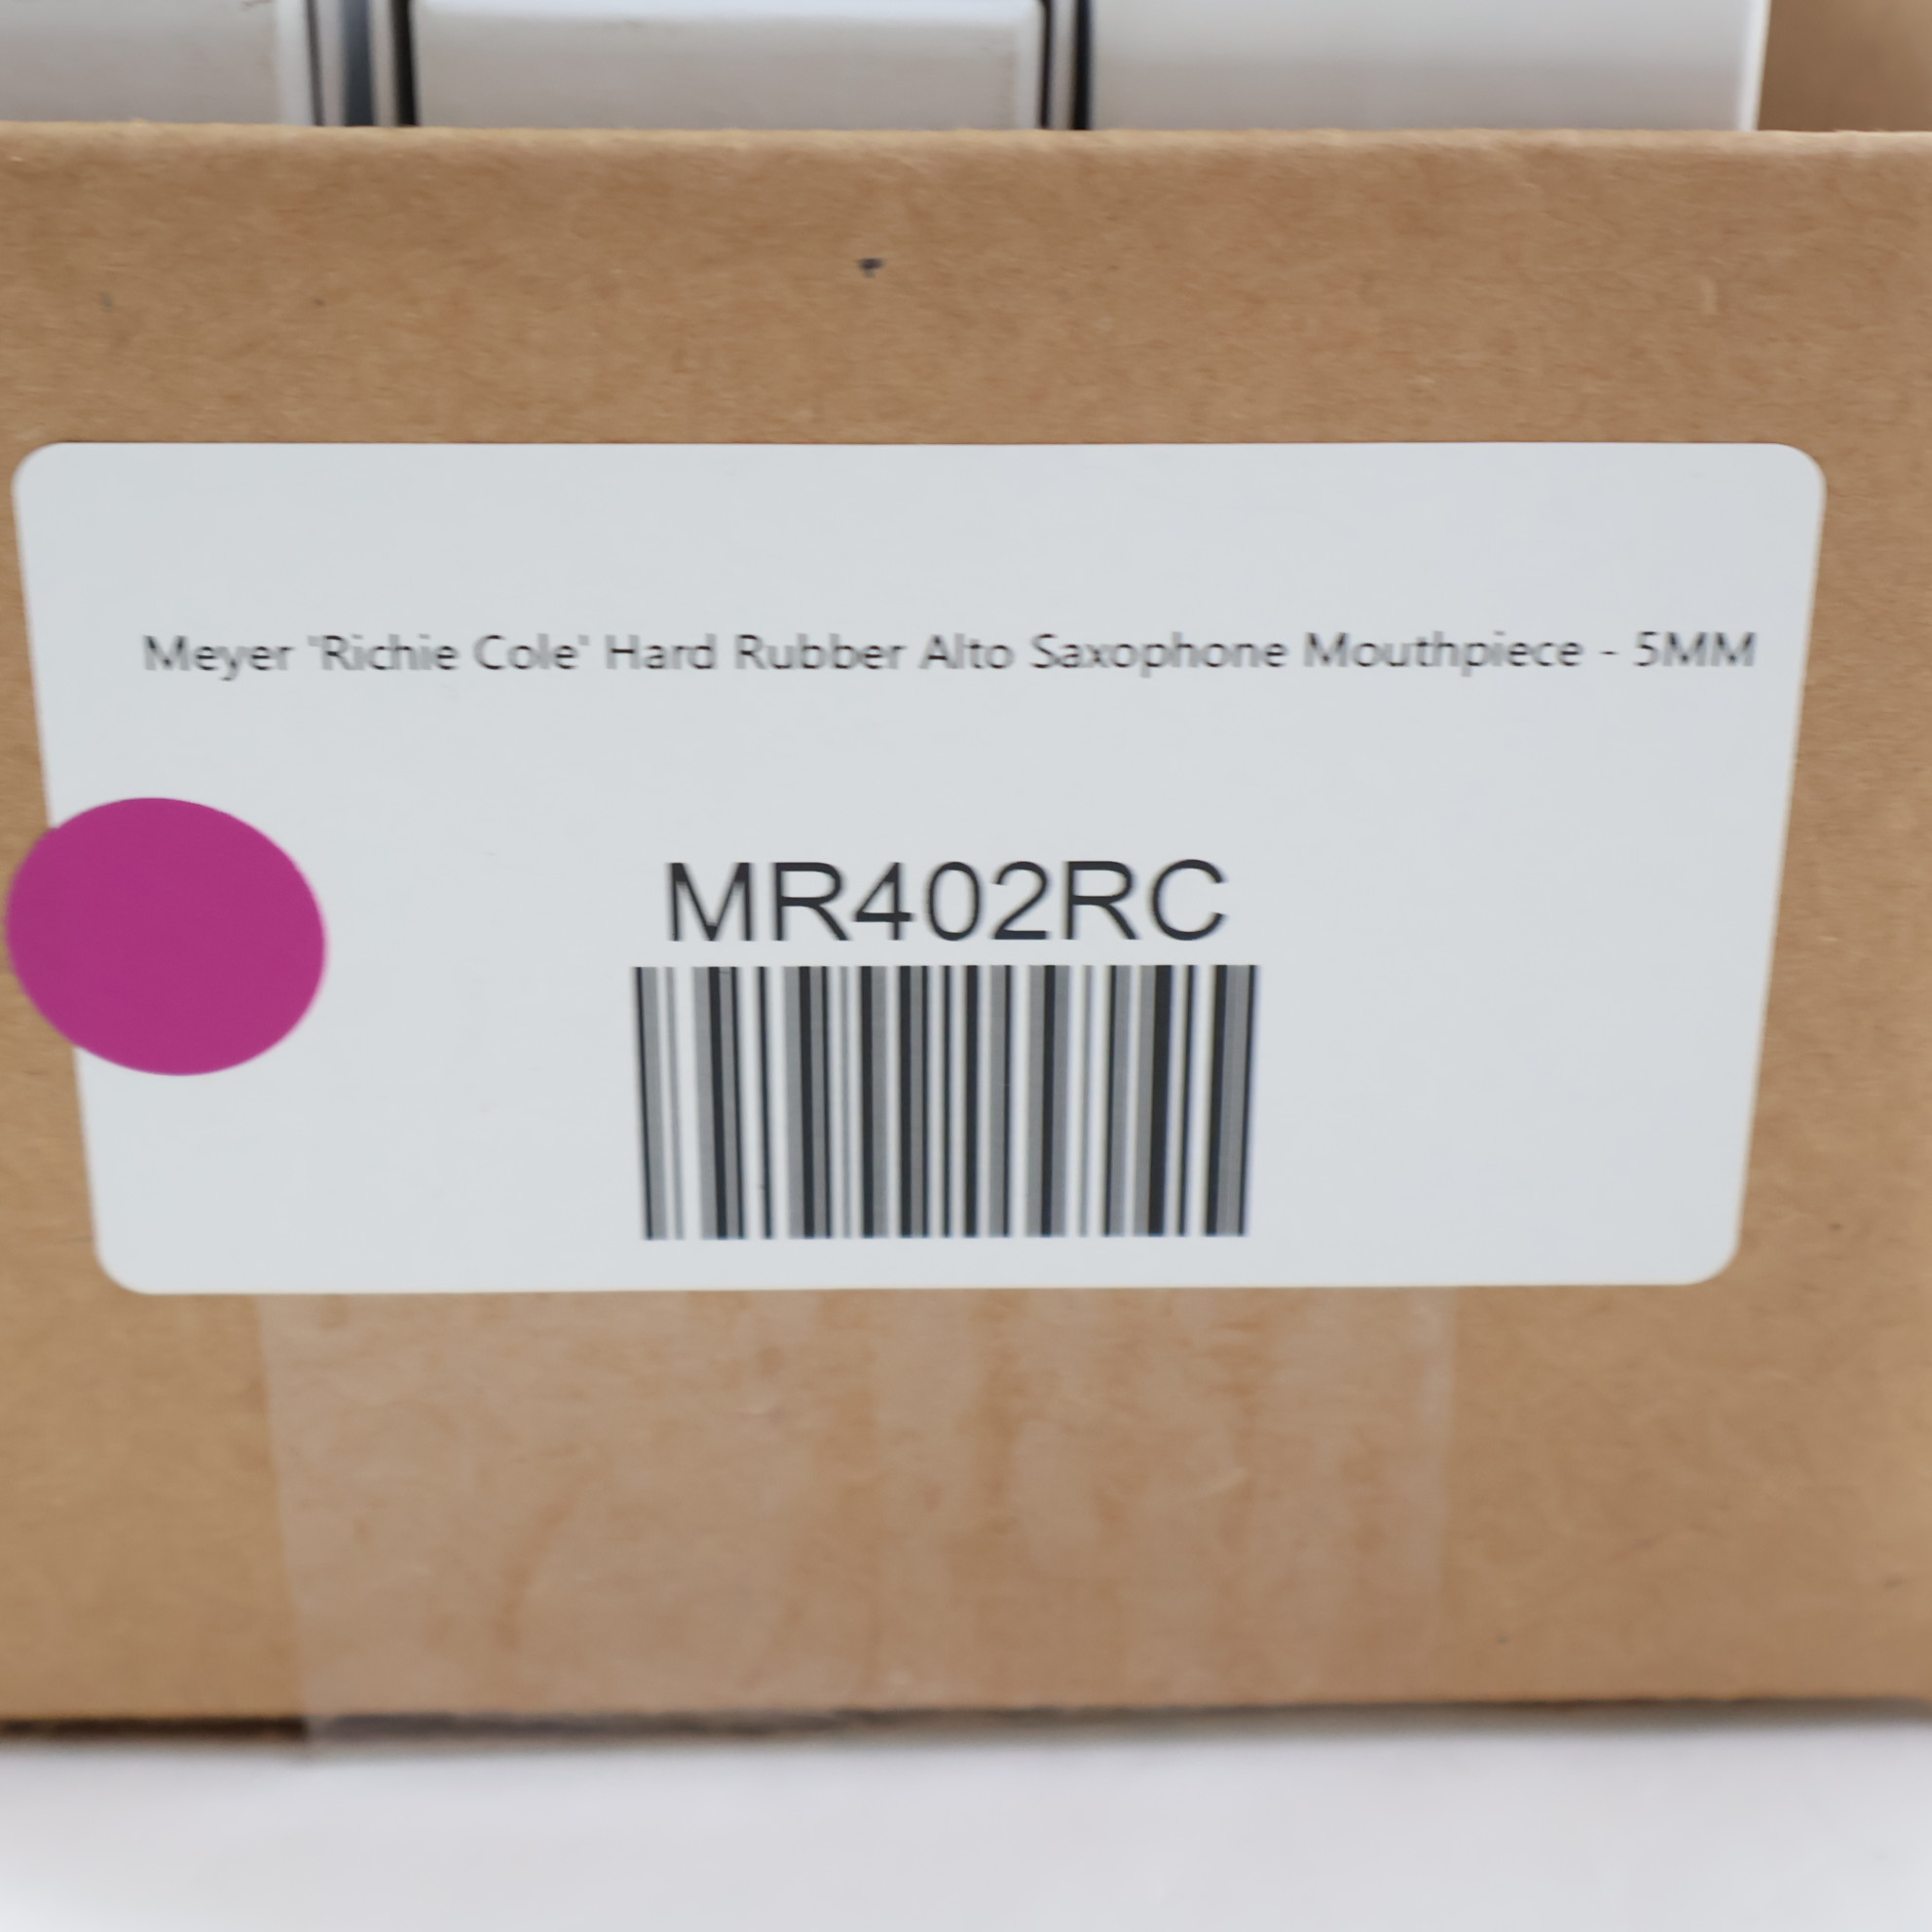 Meyer 'Richie Cole' Hard Rubber Alto Saxophone Mouthpiece - 5MM
MR402RC